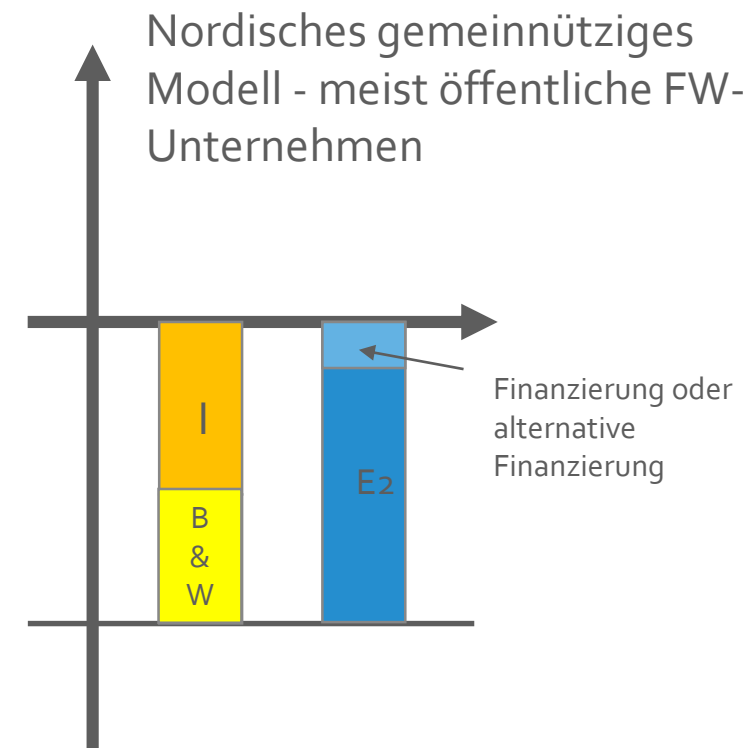 Nordisches gemeinnütziges
Modell - meist öffentliche FW-
Unternehmen
I
B
&
W
E2
Finanzierung oder
alternative
Finanzierung